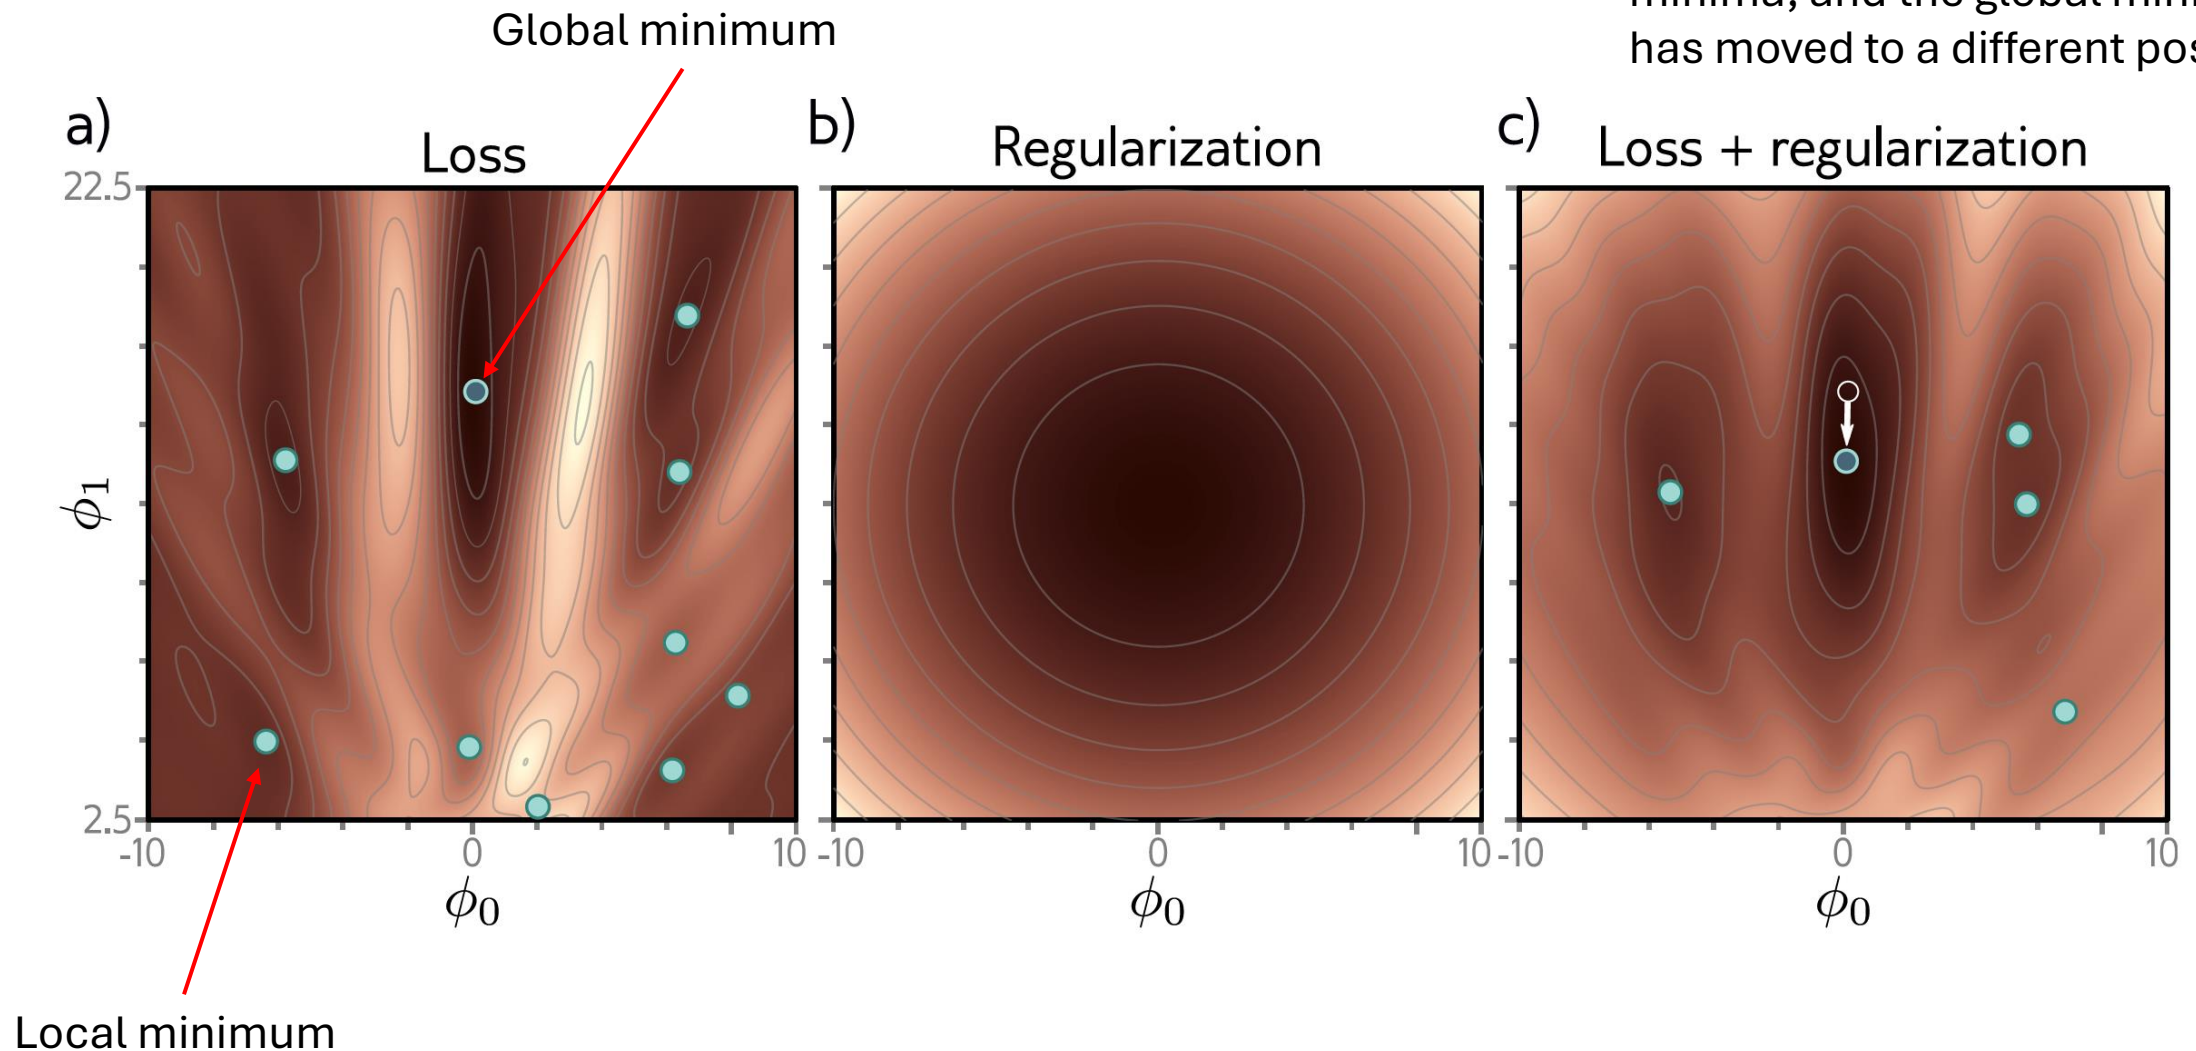 Global minimum
has moved to a different
a) Loss
b) Regularization
c) Loss + regularization
22.5
ϕ₁
2.5
-10 0 10
-10 0 10
-10 0 10
ϕ₀
ϕ₀
ϕ₀
Local minimum